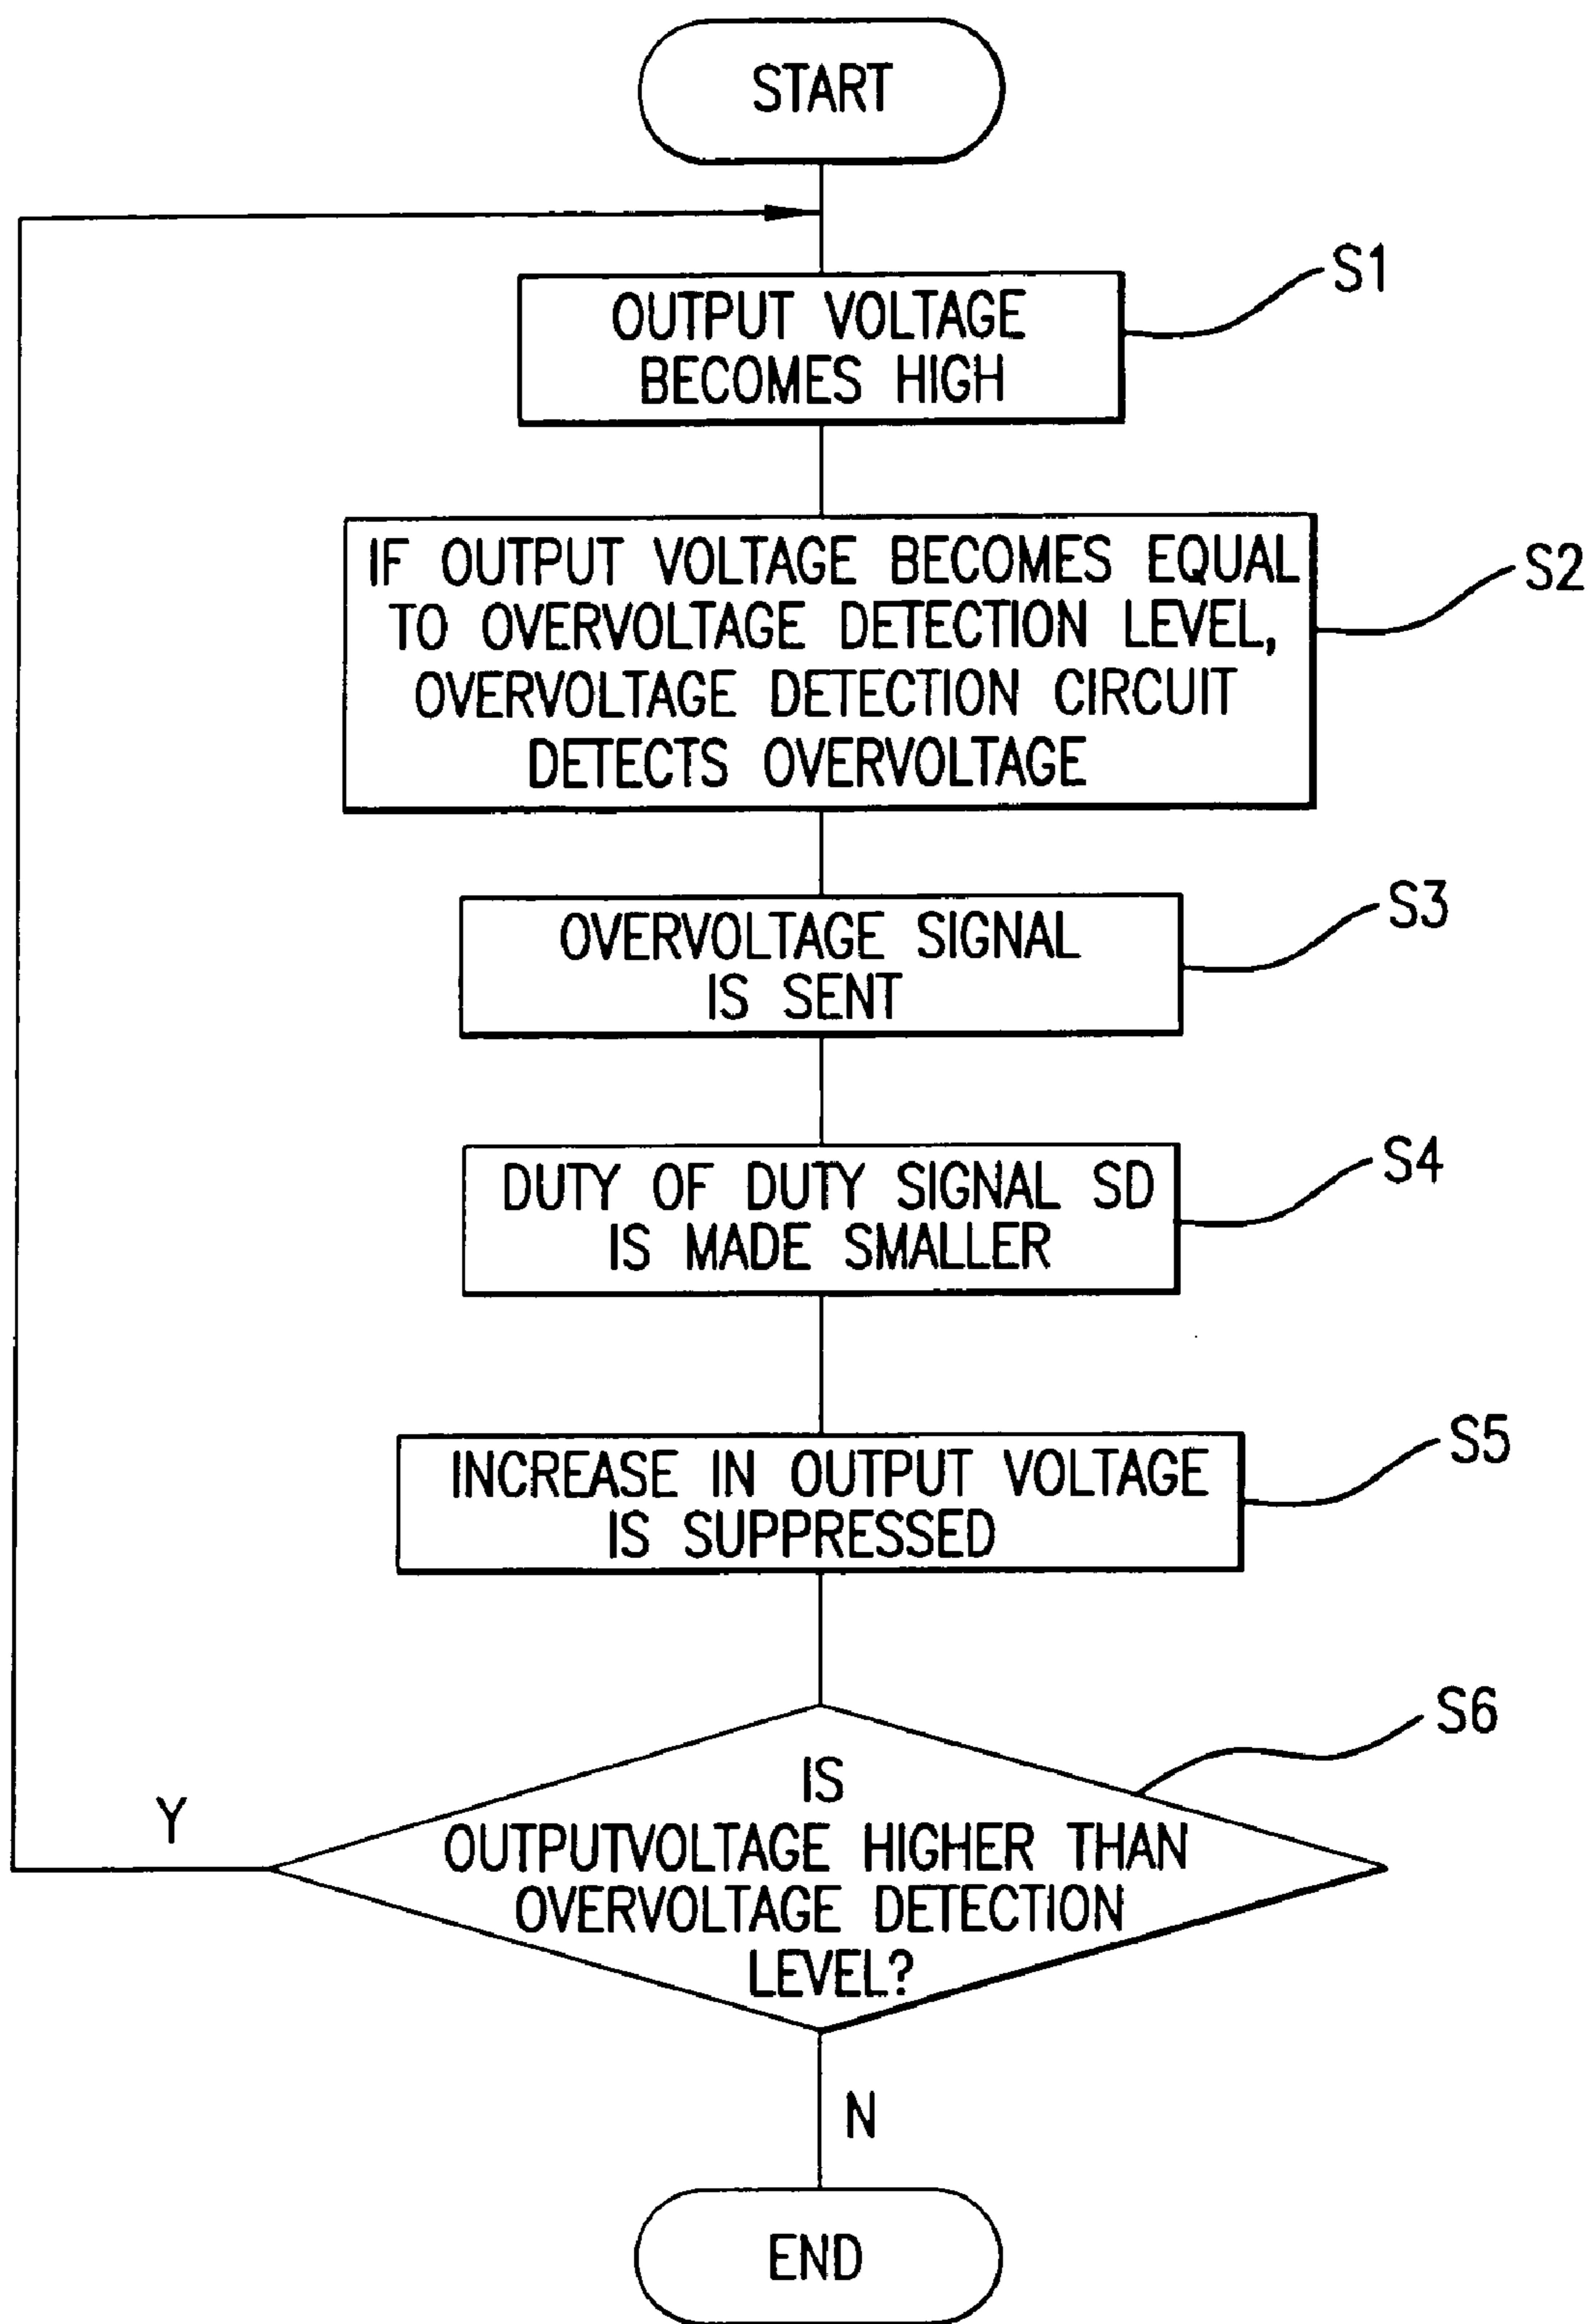 START
OUTPUT VOLTAGE
BECOMES HIGH
S1
IF OUTPUT VOLTAGE BECOMES EQUAL
TO OVERVOLTAGE DETECTION LEVEL,
OVERVOLTAGE DETECTION CIRCUIT
DETECTS OVERVOLTAGE
S2
OVERVOLTAGE SIGNAL
IS SENT
S3
DUTY OF DUTY SIGNAL SD
IS MADE SMALLER
S4
INCREASE IN OUTPUT VOLTAGE
IS SUPPRESSED
S5
IS
OUTPUTVOLTAGE HIGHER THAN
OVERVOLTAGE DETECTION
LEVEL?
S6
Y
N
END